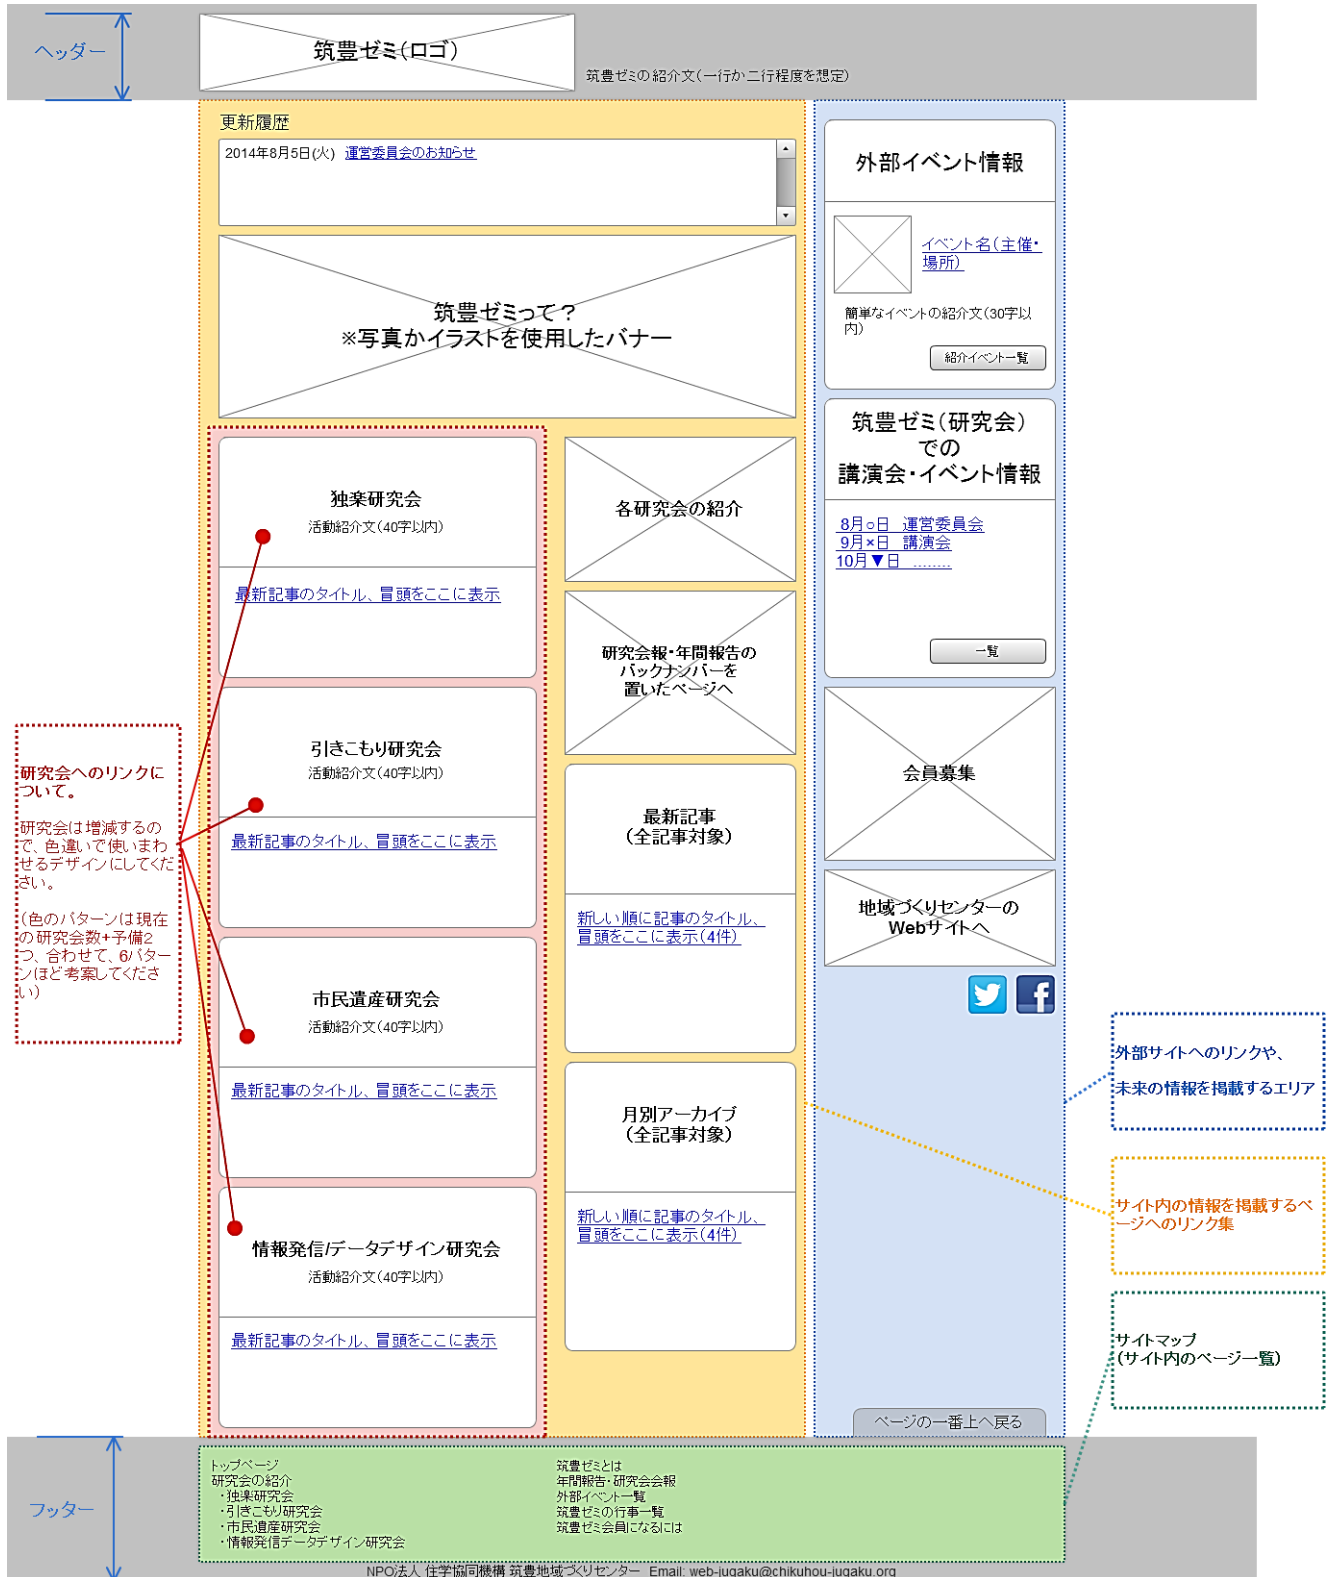 ヘッダー
筑豊ゼミ(ロゴ)
筑豊ゼミの紹介文(一行か二行程度を想定)
更新履歴
2014年8月5日(火) 運営委員会のお知らせ
筑豊ゼミって?
※写真かイラストを使用したバナー
独楽研究会
活動紹介文(40字以内)
最新記事のタイトル、冒頭をここに表示
引きこもり研究会
活動紹介文(40字以内)
最新記事のタイトル、冒頭をここに表示
市民遺産研究会
活動紹介文(40字以内)
最新記事のタイトル、冒頭をここに表示
情報発信/データデザイン研究会
活動紹介文(40字以内)
最新記事のタイトル、冒頭をここに表示
各研究会の紹介
研究会報・年間報告の
バックナンバーを
置いたページへ
最新記事
(全記事対象)
新しい順に記事のタイトル、
冒頭をここに表示(4件)
月別アーカイブ
(全記事対象)
新しい順に記事のタイトル、
冒頭をここに表示(4件)
外部イベント情報
イベント名(主催・
場所)
簡単なイベントの紹介文(30字以
内)
紹介イベント一覧
筑豊ゼミ(研究会)
での
講演会・イベント情報
8月○日 運営委員会
9月×日 講演会
10月▼日 ........
一覧
会員募集
地域づくりセンターの
Webサイトへ
ページの一番上へ戻る
研究会へのリンクに
ついて。
研究会は増減するの
で、色違いで使いまわ
せるデザインにしてくだ
さい。
(色のパターンは現在
の研究会数+予備2
つ、合わせて、6パター
ンほど考案してくださ
い)
外部サイトへのリンクや、
未来の情報を掲載するエリア
サイト内の情報を掲載するペ
ージへのリンク集
サイトマップ
(サイト内のページ一覧)
フッター
トップページ
研究会の紹介
・独楽研究会
・引きこもり研究会
・市民遺産研究会
・情報発信データデザイン研究会
筑豊ゼミとは
年間報告・研究会会報
外部イベント一覧
筑豊ゼミの行事一覧
筑豊ゼミ会員になるには
NPO法人 住学協同機構 筑豊地域づくりセンター Email: web-jugaku@chikuhou-jugaku.org